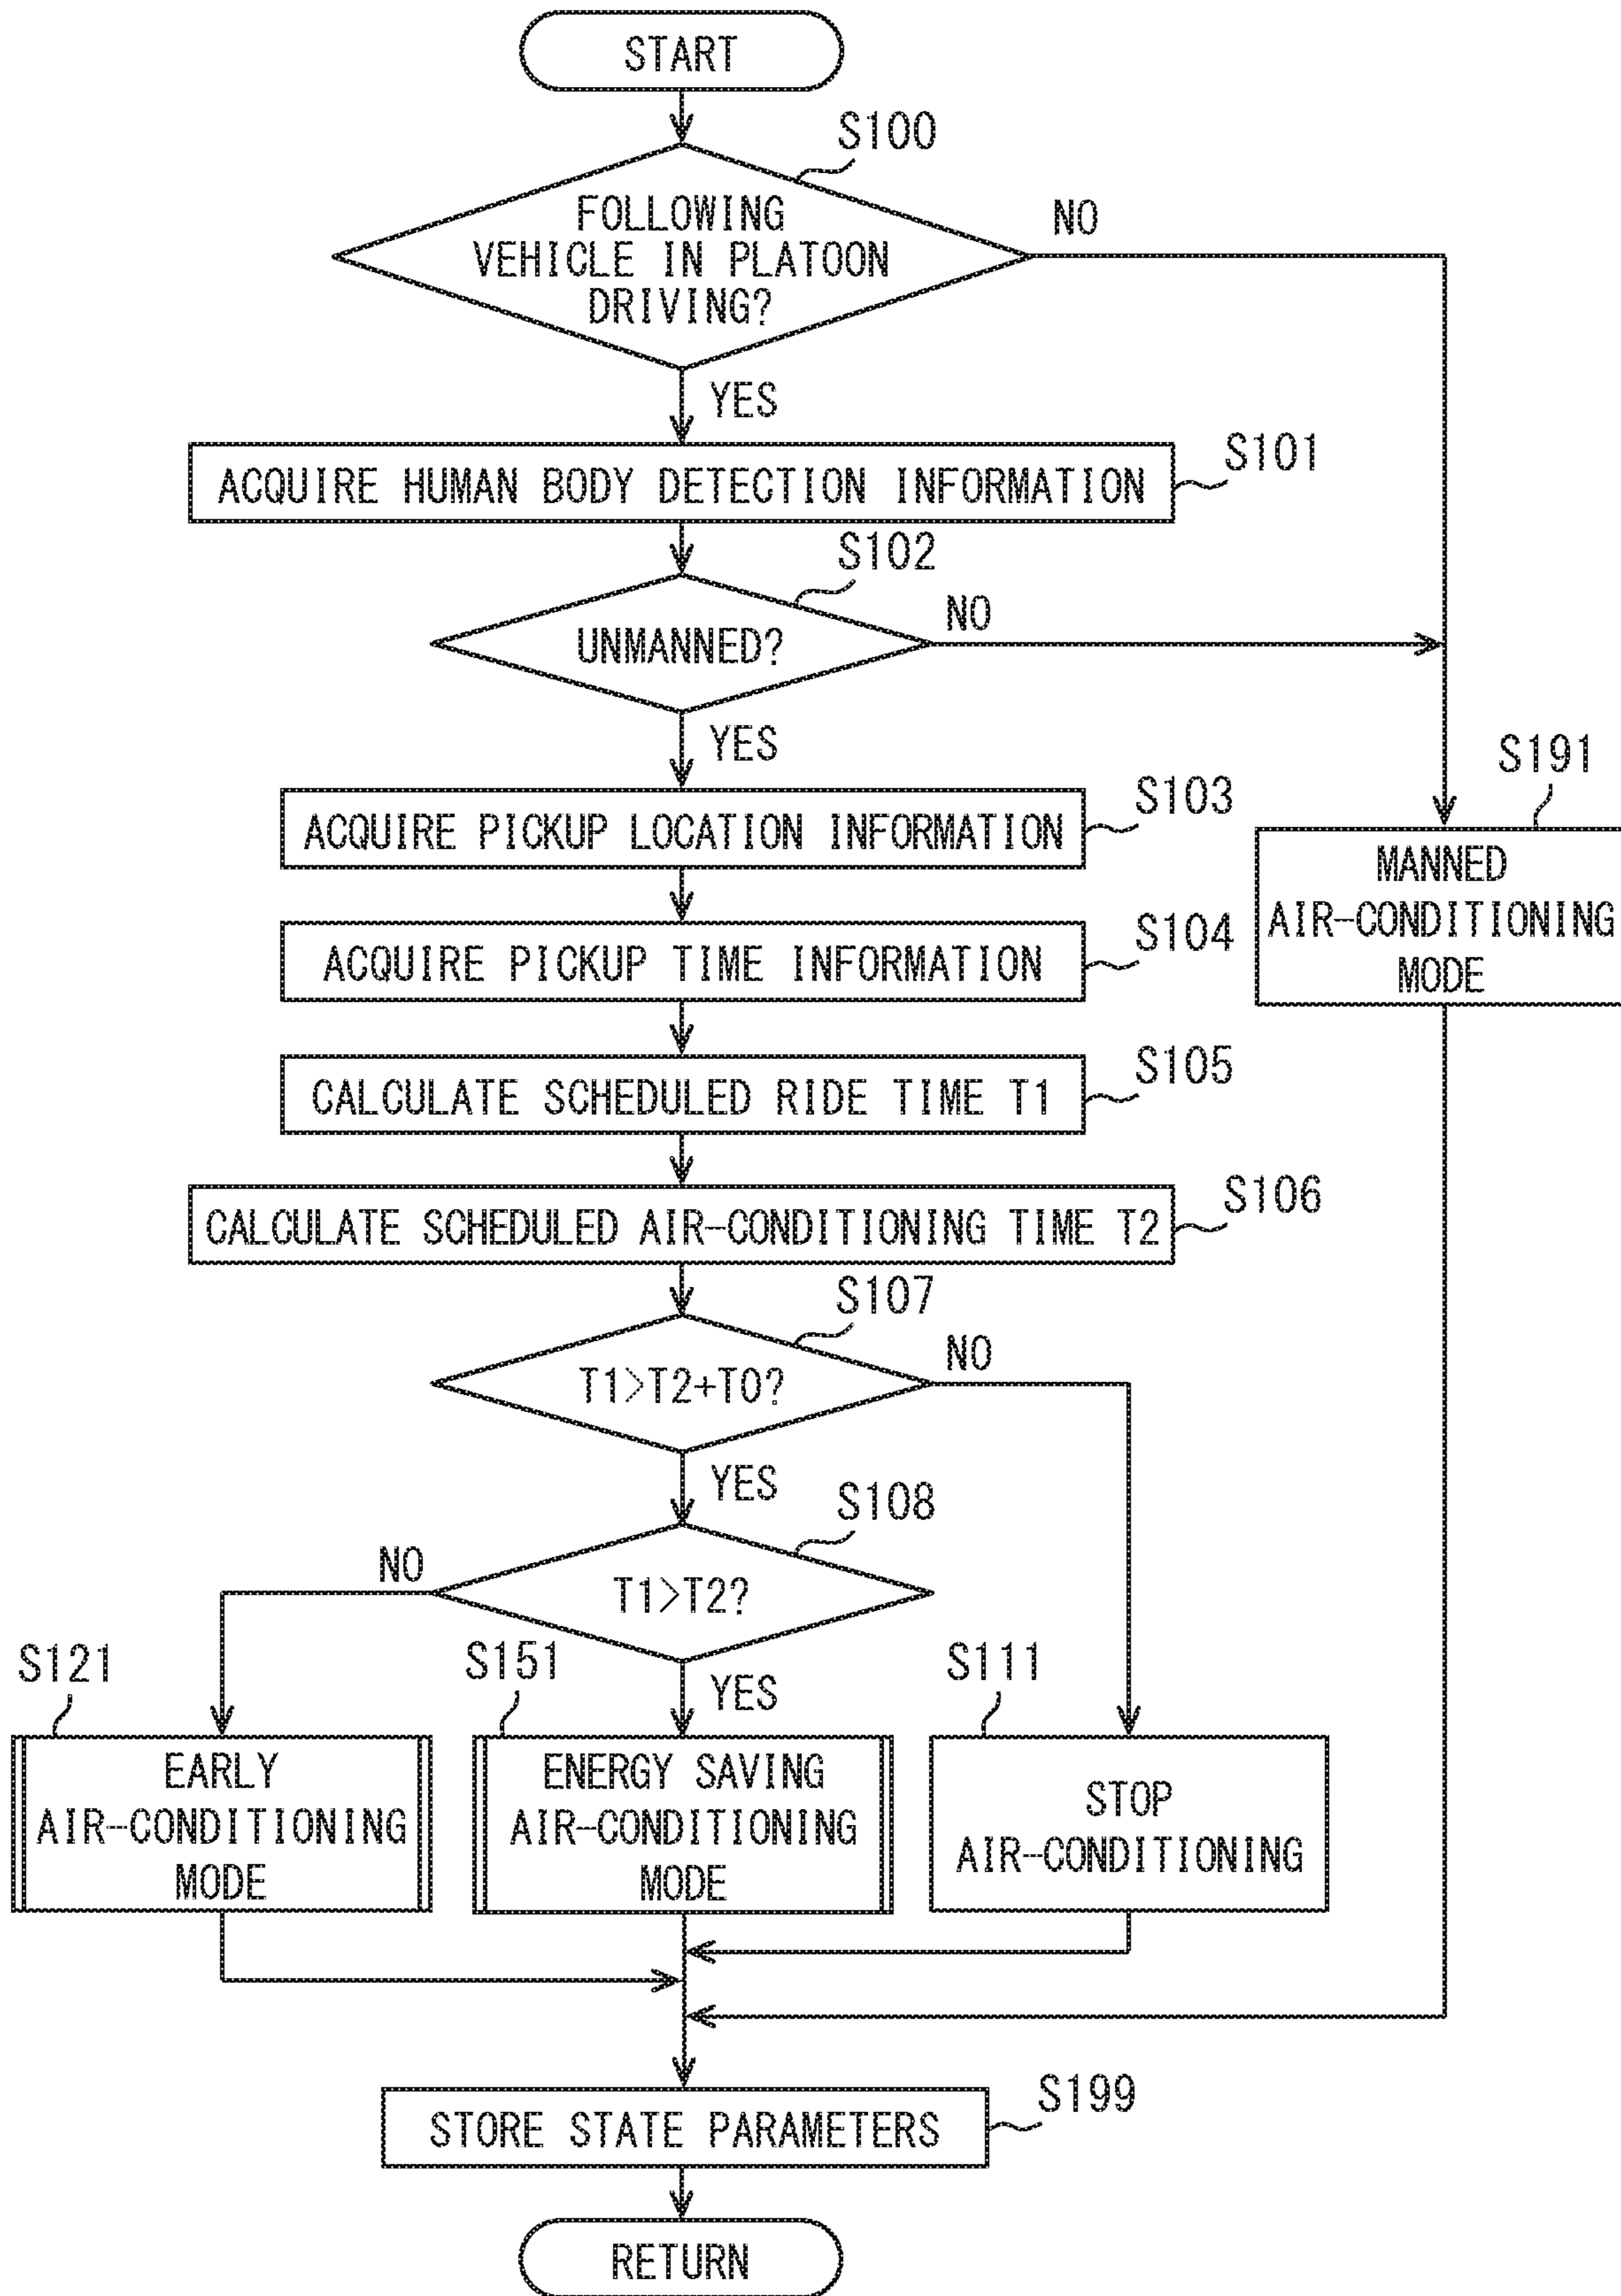 START
S100
FOLLOWING
VEHICLE IN PLATOON
DRIVING?
NO
YES
ACQUIRE HUMAN BODY DETECTION INFORMATION
S101
S102
UNMANNED?
NO
YES
ACQUIRE PICKUP LOCATION INFORMATION
S103
S191
MANNED
AIR-CONDITIONING
MODE
ACQUIRE PICKUP TIME INFORMATION
S104
CALCULATE SCHEDULED RIDE TIME T1
S105
CALCULATE SCHEDULED AIR-CONDITIONING TIME T2
S106
S107
T1>T2+T0?
NO
YES
S108
T1>T2?
NO
YES
S121
EARLY
AIR-CONDITIONING
MODE
S151
ENERGY SAVING
AIR-CONDITIONING
MODE
S111
STOP
AIR-CONDITIONING
STORE STATE PARAMETERS
S199
RETURN